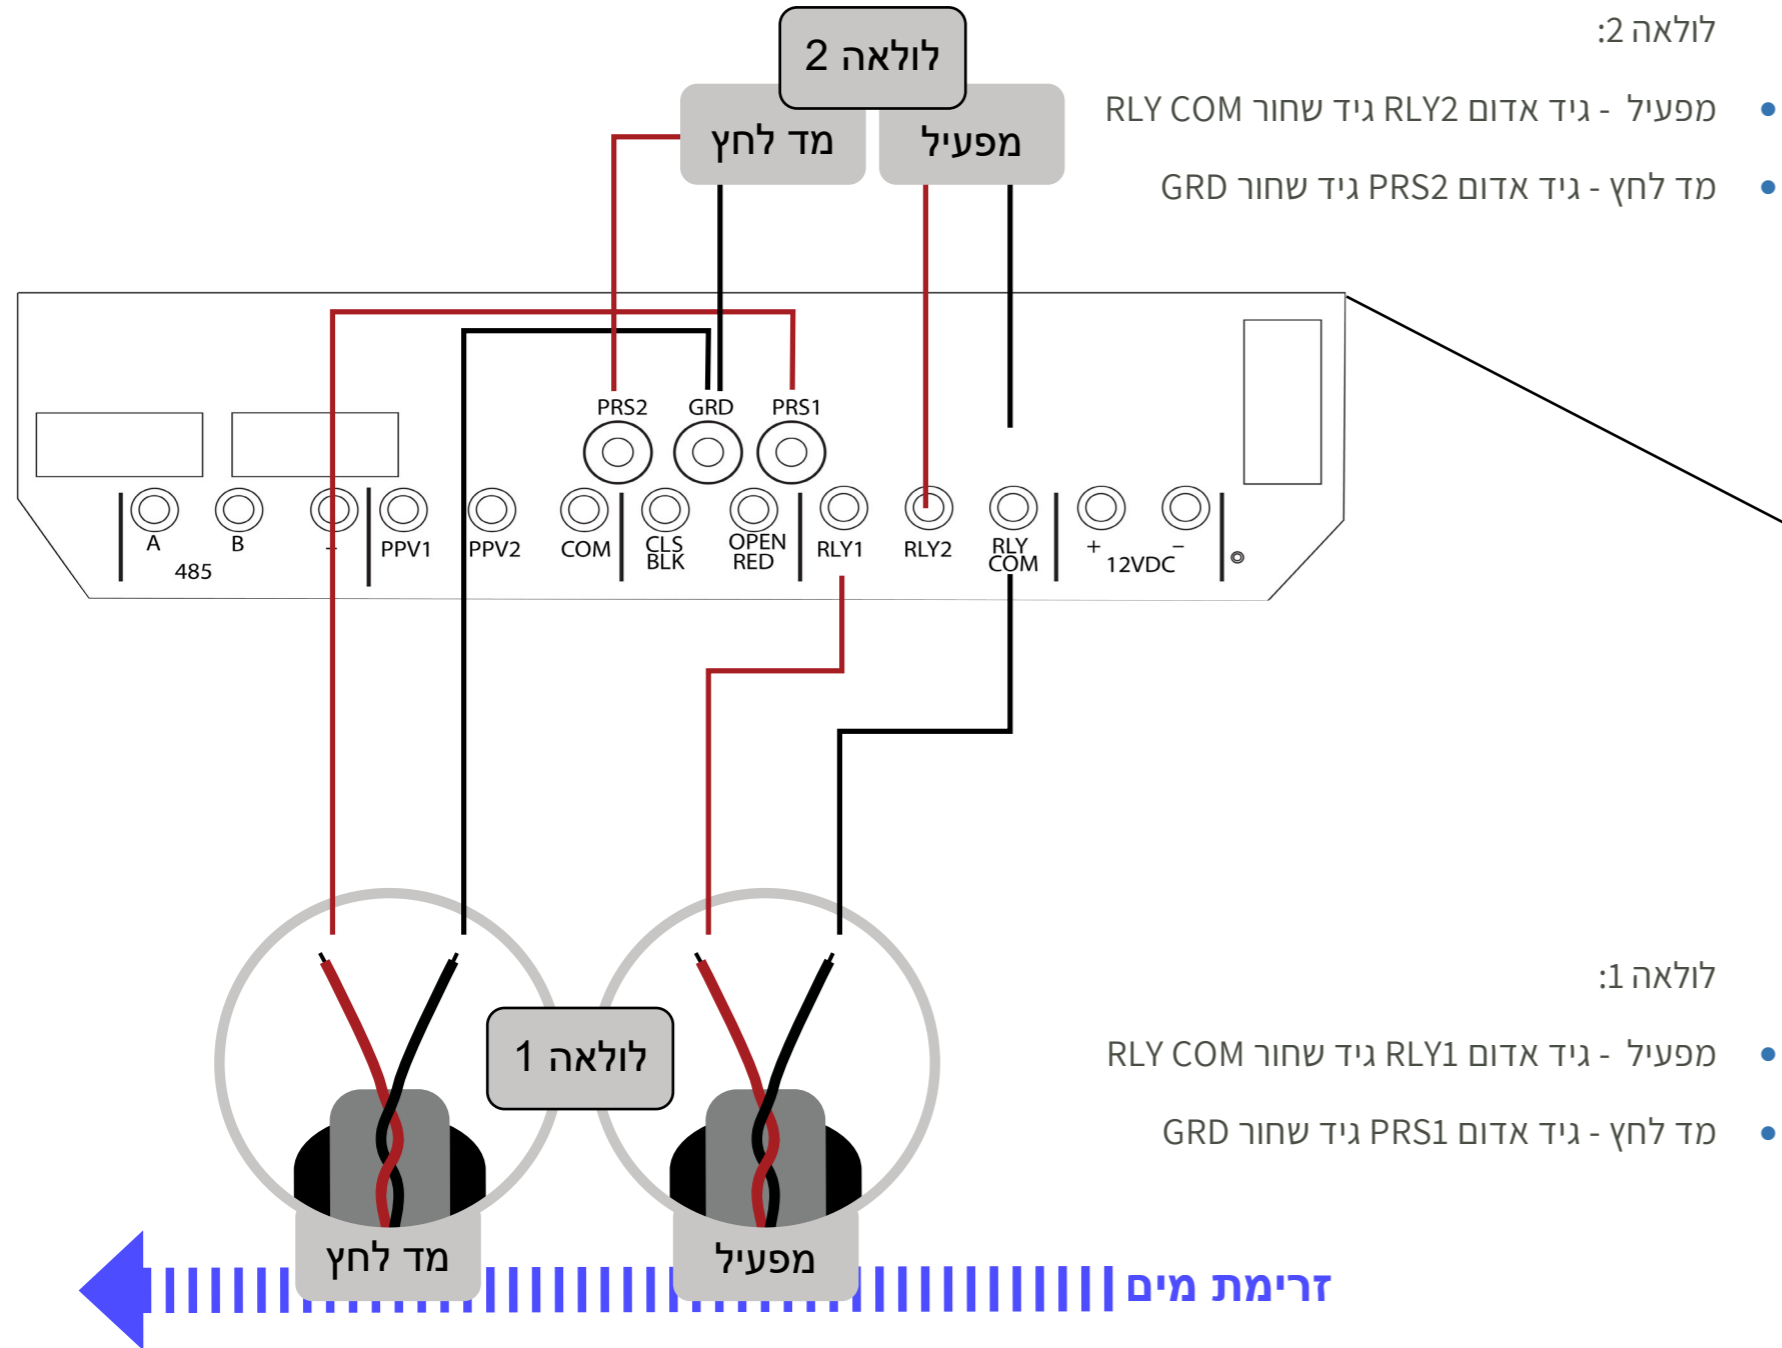 לולאה 2:
מפעיל - גיד אדום RLY2 גיד שחור RLY COM
מד לחץ - גיד אדום PRS2 גיד שחור GRD
לולאה 2
מד לחץ
מפעיל
PRS2
GRD
PRS1
A
B
–
485
PPV1
PPV2
COM
CLS
BLK
OPEN
RED
RLY1
RLY2
RLY
COM
+
–
12VDC
לולאה 1:
מפעיל - גיד אדום RLY1 גיד שחור RLY COM
מד לחץ - גיד אדום PRS1 גיד שחור GRD
לולאה 1
מד לחץ
מפעיל
זרימת מים